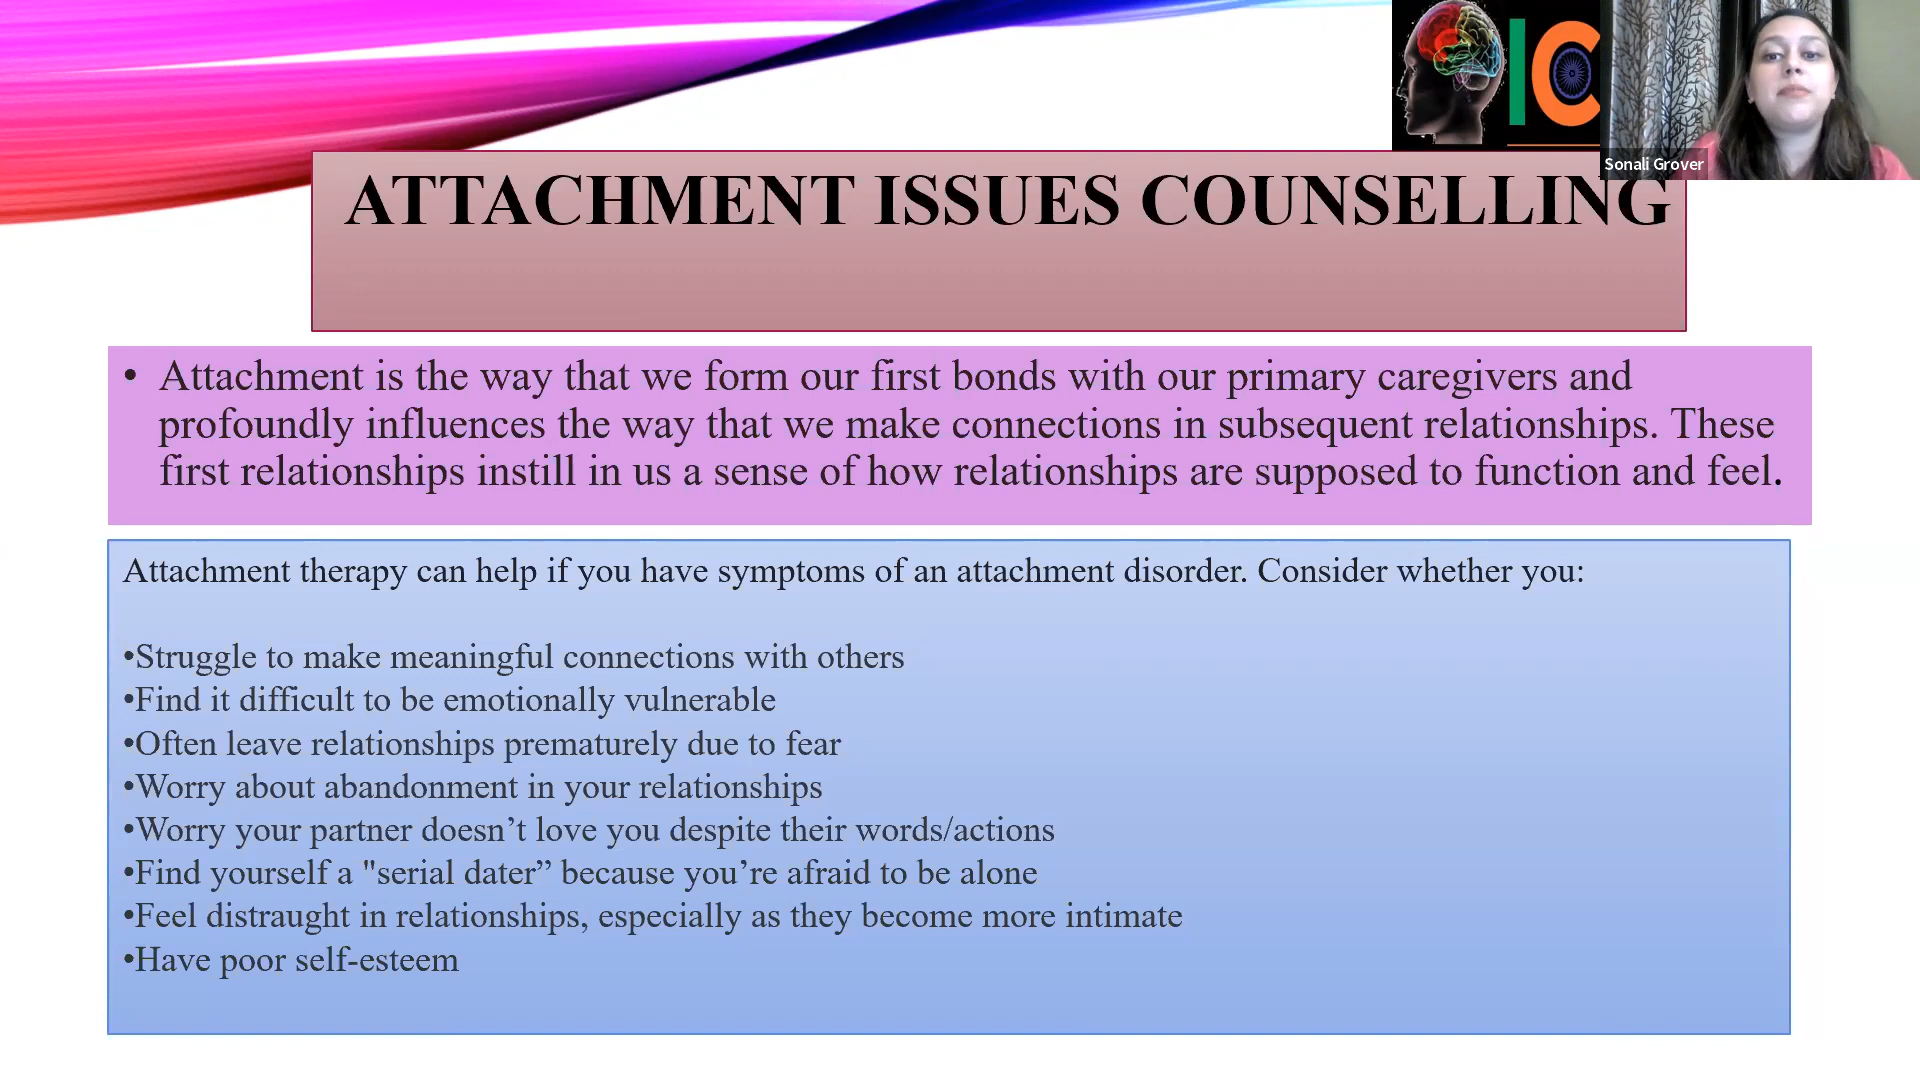 IC
Sonali Grover
ATTACHMENT ISSUES COUNSELLING
• Attachment is the way that we form our first bonds with our primary caregivers and
profoundly influences the way that we make connections in subsequent relationships. These
first relationships instill in us a sense of how relationships are supposed to function and feel.
Attachment therapy can help if you have symptoms of an attachment disorder. Consider whether you:
•Struggle to make meaningful connections with others
•Find it difficult to be emotionally vulnerable
•Often leave relationships prematurely due to fear
•Worry about abandonment in your relationships
•Worry your partner doesn’t love you despite their words/actions
•Find yourself a "serial dater” because you’re afraid to be alone
•Feel distraught in relationships, especially as they become more intimate
•Have poor self-esteem